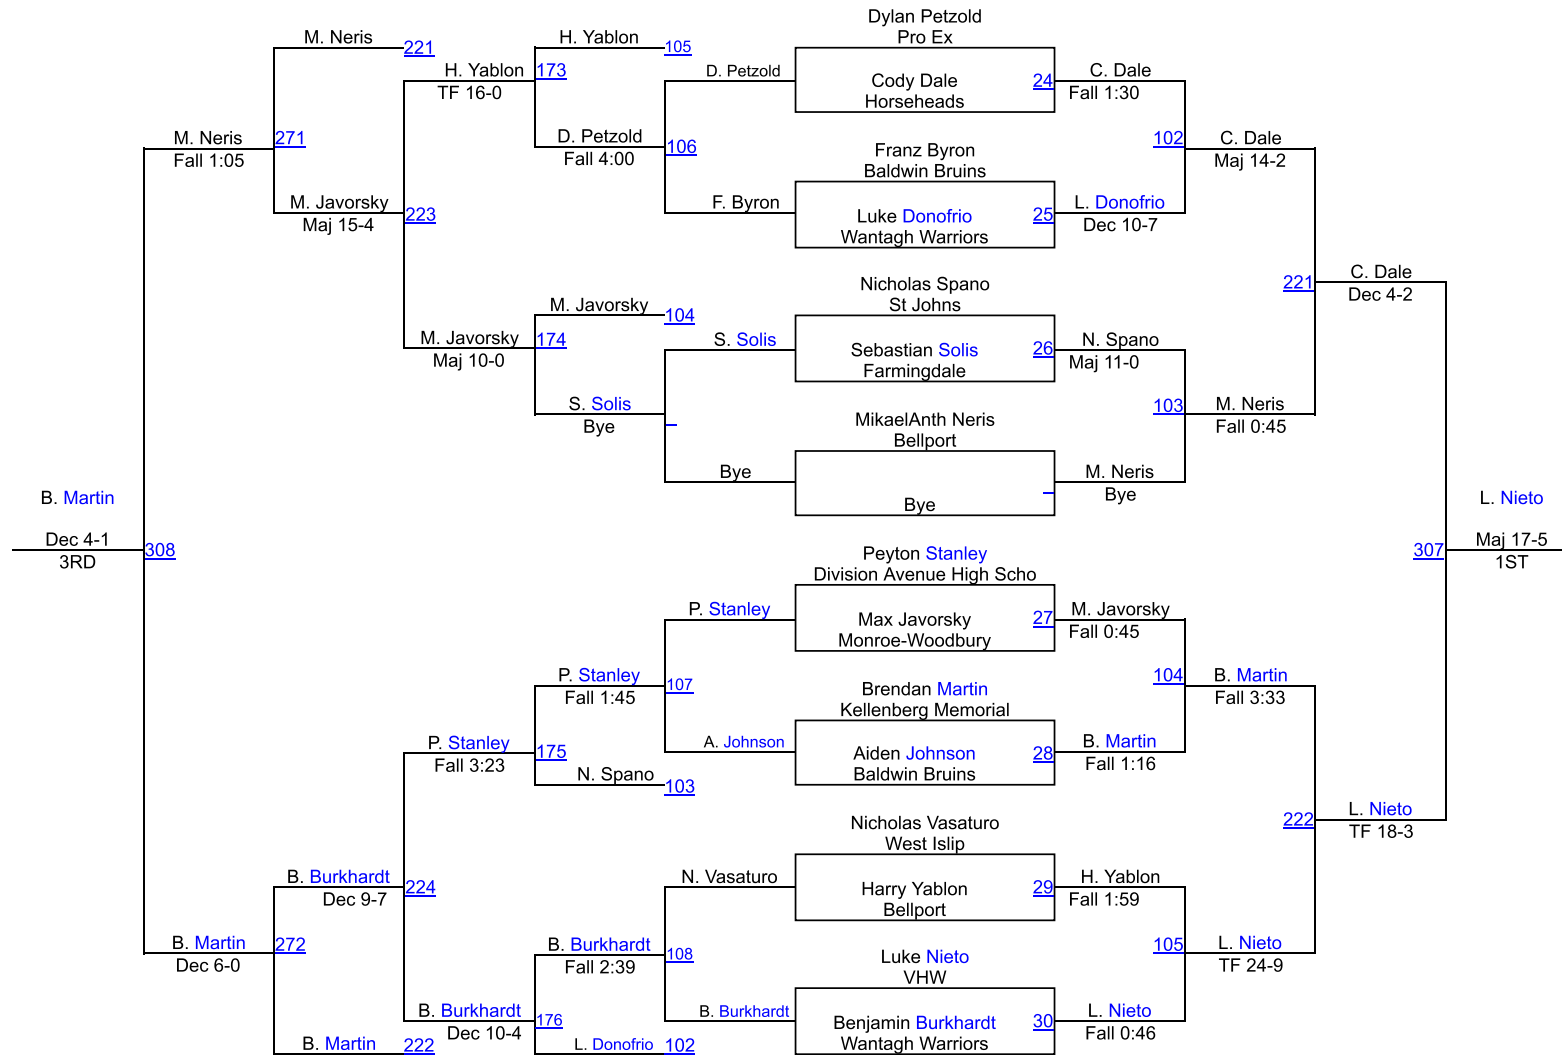 Dylan Petzold
Pro Ex
M. Neris
221
H. Yablon
105
H. Yablon
173
TF 16-0
D. Petzold
Cody Dale
24
Horseheads
C. Dale
Fall 1:30
M. Neris
271
Fall 1:05
D. Petzold
106
Fall 4:00
Franz Byron
Baldwin Bruins
102
C. Dale
Maj 14-2
M. Javorsky
223
Maj 15-4
F. Byron
Luke Donofrio
25
Wantagh Warriors
L. Donofrio
Dec 10-7
Nicholas Spano
St Johns
221
C. Dale
Dec 4-2
M. Javorsky
104
M. Javorsky
174
Maj 10-0
S. Solis
Sebastian Solis
26
Farmingdale
N. Spano
Maj 11-0
S. Solis
Bye
MikaelAnth Neris
Bellport
103
M. Neris
Fall 0:45
Bye
Bye
M. Neris
Bye
B. Martin
Dec 4-1
308
3RD
L. Nieto
307
Maj 17-5
1ST
Peyton Stanley
Division Avenue High Scho
P. Stanley
Max Javorsky
27
Monroe-Woodbury
M. Javorsky
Fall 0:45
P. Stanley
107
Fall 1:45
Brendan Martin
Kellenberg Memorial
104
B. Martin
Fall 3:33
P. Stanley
175
Fall 3:23
A. Johnson
Aiden Johnson
28
Baldwin Bruins
B. Martin
Fall 1:16
N. Spano
103
Nicholas Vasaturo
West Islip
222
L. Nieto
TF 18-3
B. Burkhardt
224
Dec 9-7
N. Vasaturo
Harry Yablon
29
Bellport
H. Yablon
Fall 1:59
B. Martin
272
Dec 6-0
B. Burkhardt
108
Fall 2:39
Luke Nieto
VHW
105
L. Nieto
TF 24-9
B. Burkhardt
176
Dec 10-4
B. Burkhardt
Benjamin Burkhardt
30
Wantagh Warriors
L. Nieto
Fall 0:46
B. Martin
222
L. Donofrio
102